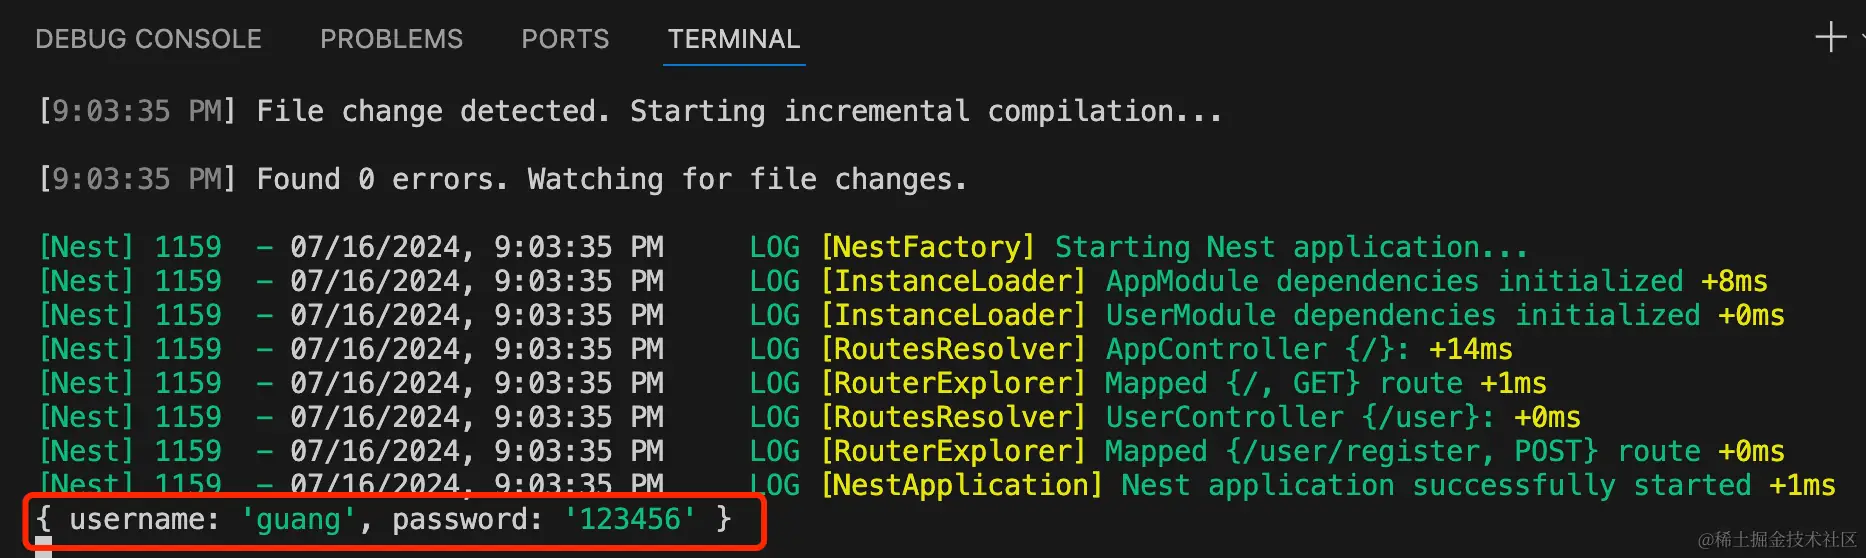 DEBUG CONSOLE PROBLEMS PORTS TERMINAL
[9:03:35 PM] File change detected. Starting incremental compilation...
[9:03:35 PM] Found 0 errors. Watching for file changes.
[Nest] 1159  - 07/16/2024, 9:03:35 PM     LOG [NestFactory] Starting Nest application...
[Nest] 1159  - 07/16/2024, 9:03:35 PM     LOG [InstanceLoader] AppModule dependencies initialized +8ms
[Nest] 1159  - 07/16/2024, 9:03:35 PM     LOG [InstanceLoader] UserModule dependencies initialized +0ms
[Nest] 1159  - 07/16/2024, 9:03:35 PM     LOG [RoutesResolver] AppController {/}: +14ms
[Nest] 1159  - 07/16/2024, 9:03:35 PM     LOG [RouterExplorer] Mapped {/, GET} route +1ms
[Nest] 1159  - 07/16/2024, 9:03:35 PM     LOG [RoutesResolver] UserController {/user}: +0ms
[Nest] 1159  - 07/16/2024, 9:03:35 PM     LOG [RouterExplorer] Mapped {/user/register, POST} route +0ms
[Nest] 1159  - 07/16/2024, 9:03:35 PM     LOG [NestApplication] Nest application successfully started +1ms
{ username: 'guang', password: '123456' }
@稀土掘金技术社区